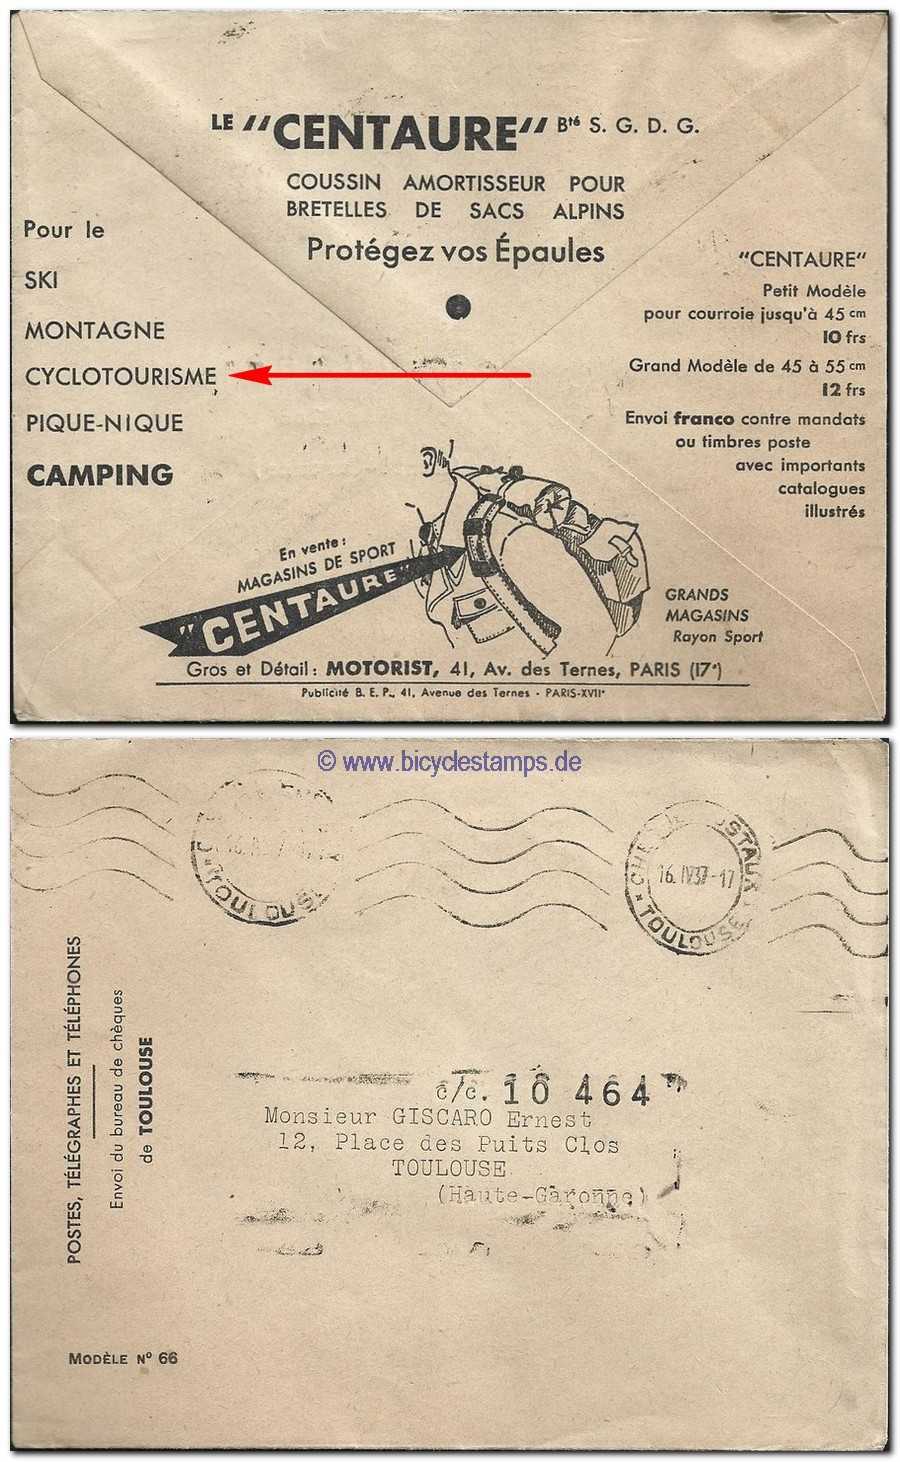 LE "CENTAURE" Bté S. G. D. G.
COUSSIN AMORTISSEUR POUR
BRETELLES DE SACS ALPINS
Protégez vos Épaules
Pour le
SKI
MONTAGNE
CYCLOTOURISME
PIQUE-NIQUE
CAMPING
"CENTAURE"
Petit Modèle
pour courroie jusqu'à 45 cm
10 frs
Grand Modèle de 45 à 55 cm
12 frs
Envoi franco contre mandats
ou timbres poste
avec importants
catalogues
illustrés
En vente :
MAGASINS DE SPORT
"CENTAURE"
GRANDS
MAGASINS
Rayon Sport
Gros et Détail : MOTORIST, 41, Av. des Ternes, PARIS (17e)
Publicité B. E. P., 41, Avenue des Ternes - PARIS-XVIIe
© www.bicyclestamps.de
TOULOUSE
CHEQUES POSTAUX
16. IV 37-17
TOULOUSE
POSTES, TÉLÉGRAPHES ET TÉLÉPHONES
Envoi du bureau de chèques
de TOULOUSE
c/c. 10 464
Monsieur GISCARO Ernest
12, Place des Puits Clos
TOULOUSE
(Haute-Garonne)
MODÈLE N° 66